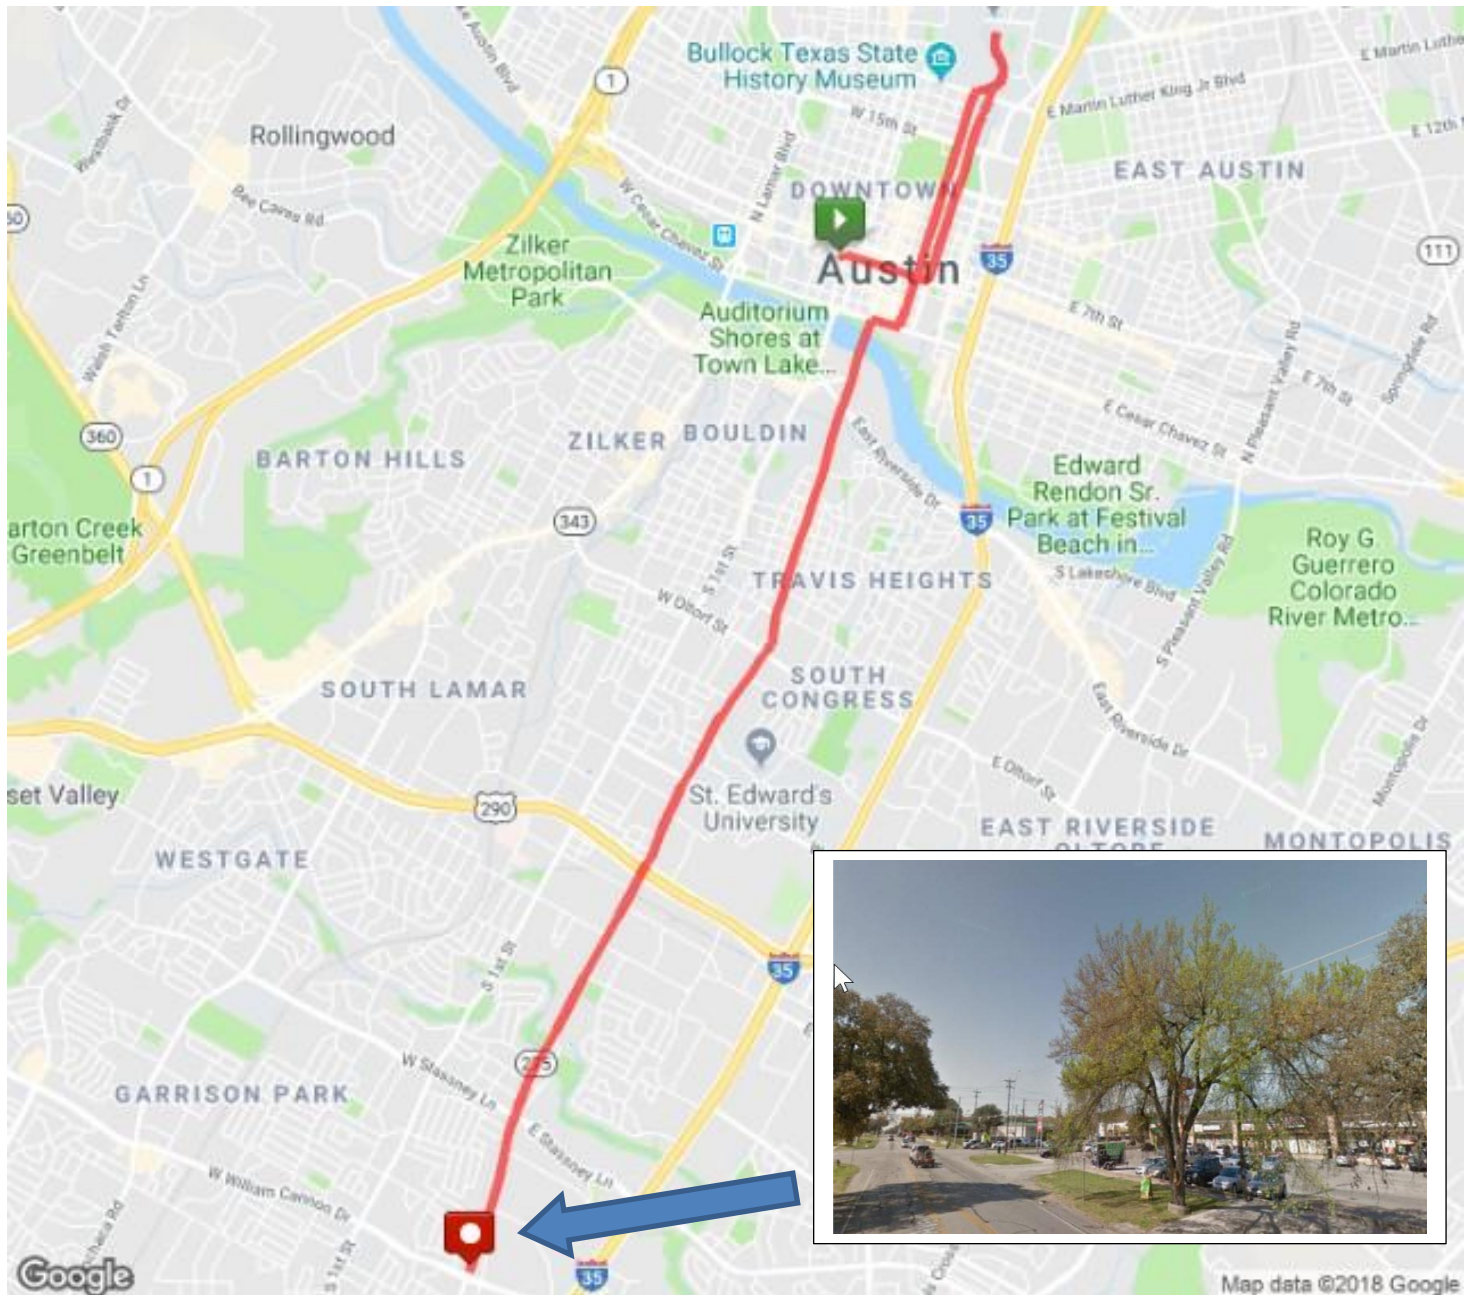 Bullock Texas State
History Museum
E Martin Luther King Jr Blvd
W 15th St
1
Rollingwood
Westbank Dr
N Lamar Blvd
EAST AUSTIN
DOWNTOWN
Bee Caves Rd
W Cesar Chavez St
Zilker
Metropolitan
Park
Austin
35
111
Auditorium
Shores at
Town Lake...
E 7th St
Walsh Tarlton Ln
N Pleasant Valley Rd
Springdale Rd
E 7th St
E Cesar Chavez St
360
ZILKER
BOULDIN
BARTON HILLS
1
East Riverside Dr
Edward
Rendon Sr.
Park at Festival
Beach in...
343
35
arton Creek
Greenbelt
Roy G.
Guerrero
Colorado
River Metro...
S 1st St
TRAVIS HEIGHTS
S Lakeshore Blvd
W Oltorf St
S Pleasant Valley Rd
SOUTH LAMAR
SOUTH
CONGRESS
East Riverside Dr
Montopolis Dr
E Oltorf St
set Valley
290
St. Edward's
University
EAST RIVERSIDE
MONTOPOLIS
WESTGATE
S 1st St
35
275
W Stassney Ln
GARRISON PARK
E Stassney Ln
W William Cannon Dr
S 1st St
35
Google
Map data ©2018 Google